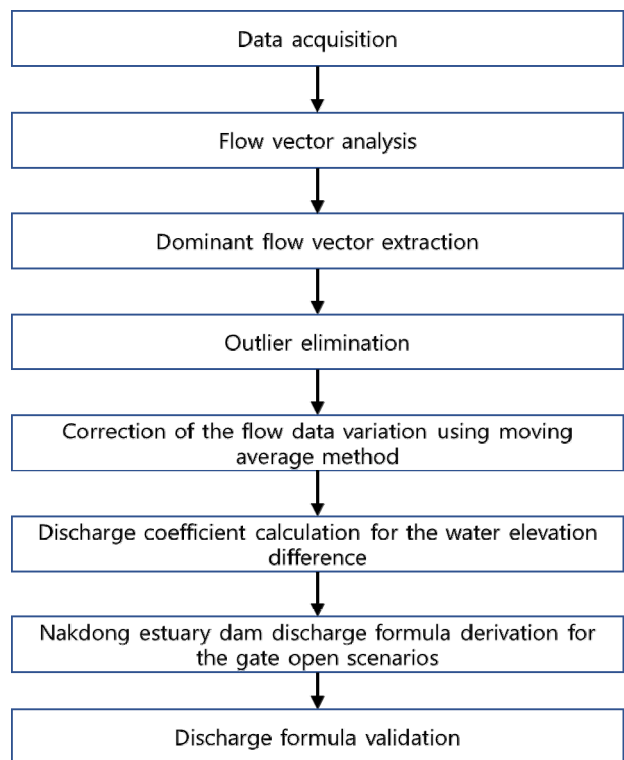 Data acquisition
Flow vector analysis
Dominant flow vector extraction
Outlier elimination
Correction of the flow data variation using moving
average method
Discharge coefficient calculation for the water elevation
difference
Nakdong estuary dam discharge formula derivation for
the gate open scenarios
Discharge formula validation